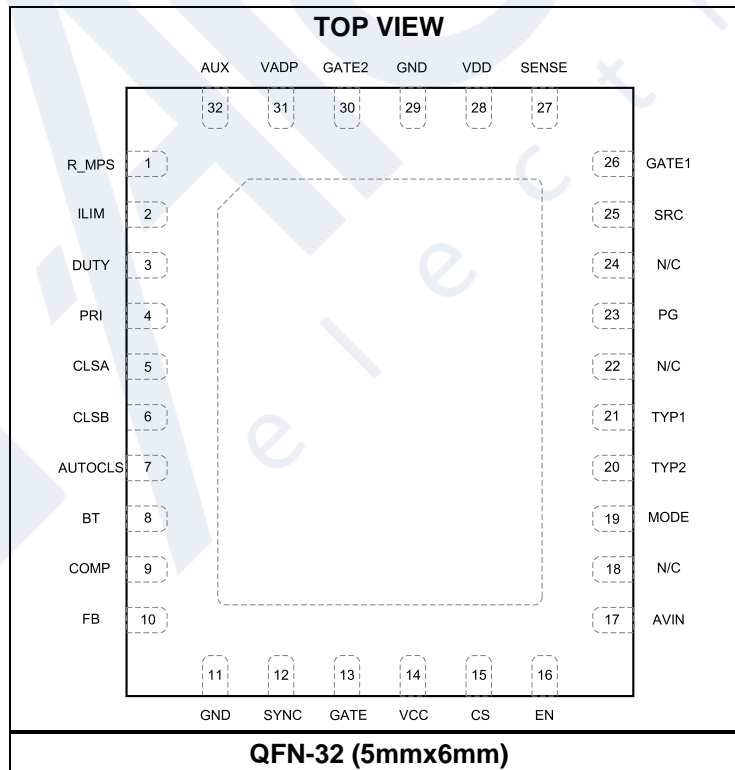 TOP VIEW
AUX VADP GATE2 GND VDD SENSE
32 31 30 29 28 27
R_MPS 1 26 GATE1
ILIM 2 25 SRC
DUTY 3 24 N/C
PRI 4 23 PG
CLSA 5 22 N/C
CLSB 6 21 TYP1
AUTOCLS 7 20 TYP2
BT 8 19 MODE
COMP 9 18 N/C
FB 10 17 AVIN
11 12 13 14 15 16
GND SYNC GATE VCC CS EN
QFN-32 (5mmx6mm)